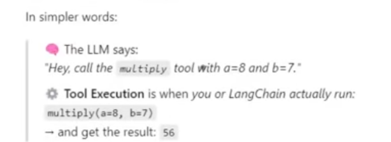 In simpler words:
🧠 The LLM says:
"Hey, call the multiply tool with a=8 and b=7."
⚙️ Tool Execution is when you or LangChain actually run:
multiply(a=8, b=7)
→ and get the result: 56